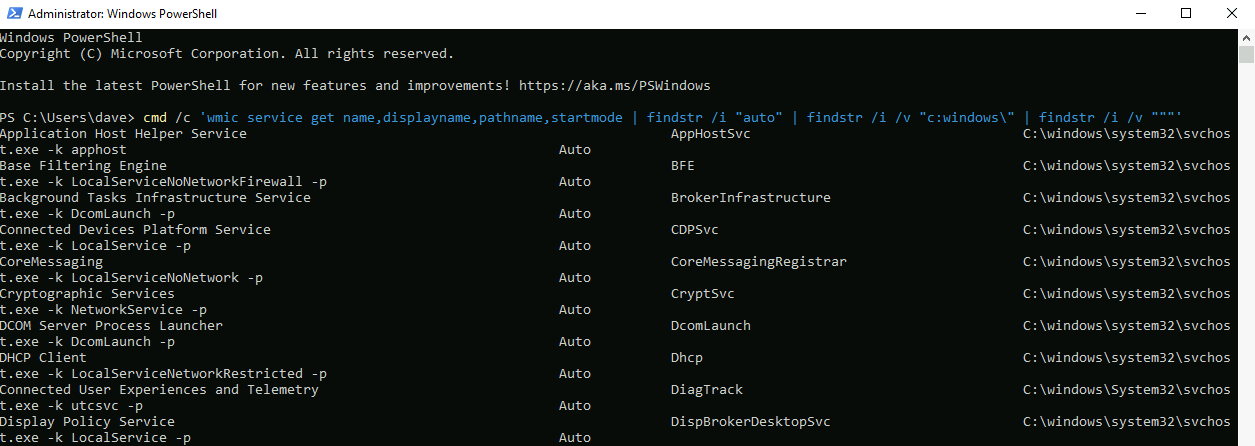 Administrator: Windows PowerShell
Windows PowerShell
Copyright (C) Microsoft Corporation. All rights reserved.
Install the latest PowerShell for new features and improvements! https://aka.ms/PSWindows
PS C:\Users\dave> cmd /c 'wmic service get name,displayname,pathname,startmode | findstr /i "auto" | findstr /i /v "c:windows\" | findstr /i /v """'
Application Host Helper Service AppHostSvc C:\windows\system32\svchos
t.exe -k apphost Auto
Base Filtering Engine BFE C:\windows\system32\svchos
t.exe -k LocalServiceNoNetworkFirewall -p Auto
Background Tasks Infrastructure Service BrokerInfrastructure C:\windows\system32\svchos
t.exe -k DcomLaunch -p Auto
Connected Devices Platform Service CDPSvc C:\windows\system32\svchos
t.exe -k LocalService -p Auto
CoreMessaging CoreMessagingRegistrar C:\windows\system32\svchos
t.exe -k LocalServiceNoNetwork -p Auto
Cryptographic Services CryptSvc C:\windows\system32\svchos
t.exe -k NetworkService -p Auto
DCOM Server Process Launcher DcomLaunch C:\windows\system32\svchos
t.exe -k DcomLaunch -p Auto
DHCP Client Dhcp C:\windows\system32\svchos
t.exe -k LocalServiceNetworkRestricted -p Auto
Connected User Experiences and Telemetry DiagTrack C:\windows\System32\svchos
t.exe -k utcsvc -p Auto
Display Policy Service DispBrokerDesktopSvc C:\windows\system32\svchos
t.exe -k LocalService -p Auto